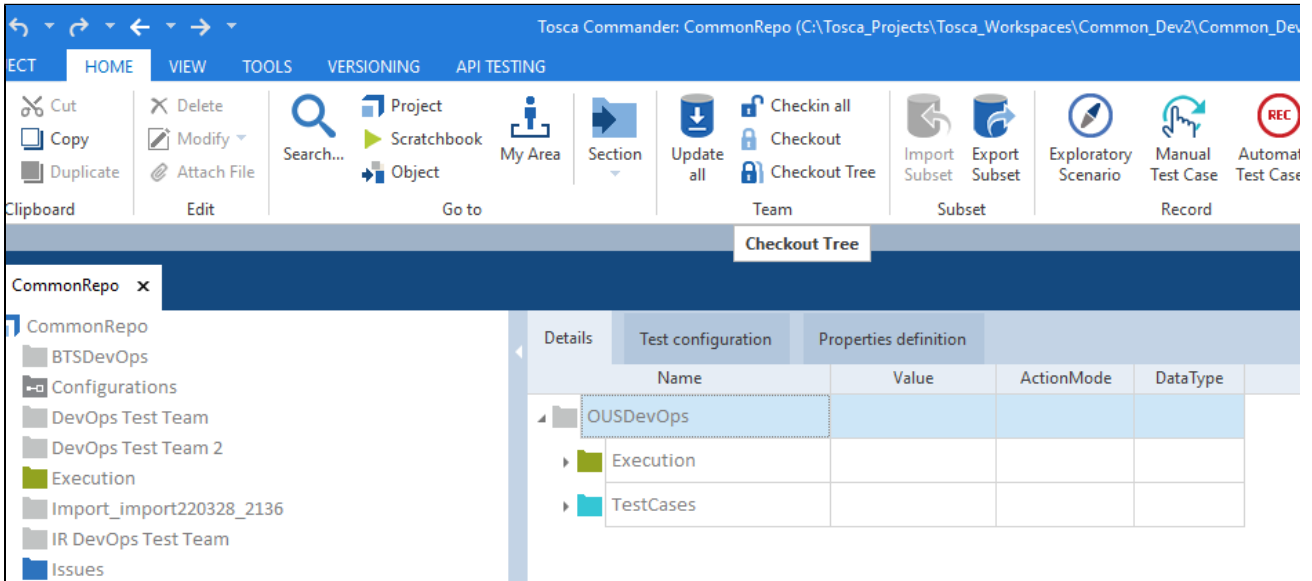 Tosca Commander: CommonRepo (C:\Tosca_Projects\Tosca_Workspaces\Common_Dev2\Common_Dev
ECT HOME VIEW TOOLS VERSIONING API TESTING
Cut Delete Project Checkin all
Copy Modify Search... Scratchbook My Area Section Update all Checkout Import Subset Export Subset Exploratory Scenario Manual Test Case Automat Test Case
REC
Duplicate Attach File Object Checkout Tree
Clipboard Edit Go to Team Subset Record
Checkout Tree
CommonRepo x
CommonRepo
BTSDevOps
Configurations
DevOps Test Team
DevOps Test Team 2
Execution
Import_import220328_2136
IR DevOps Test Team
Issues
Details Test configuration Properties definition
Name Value ActionMode DataType
OUSDevOps
Execution
TestCases